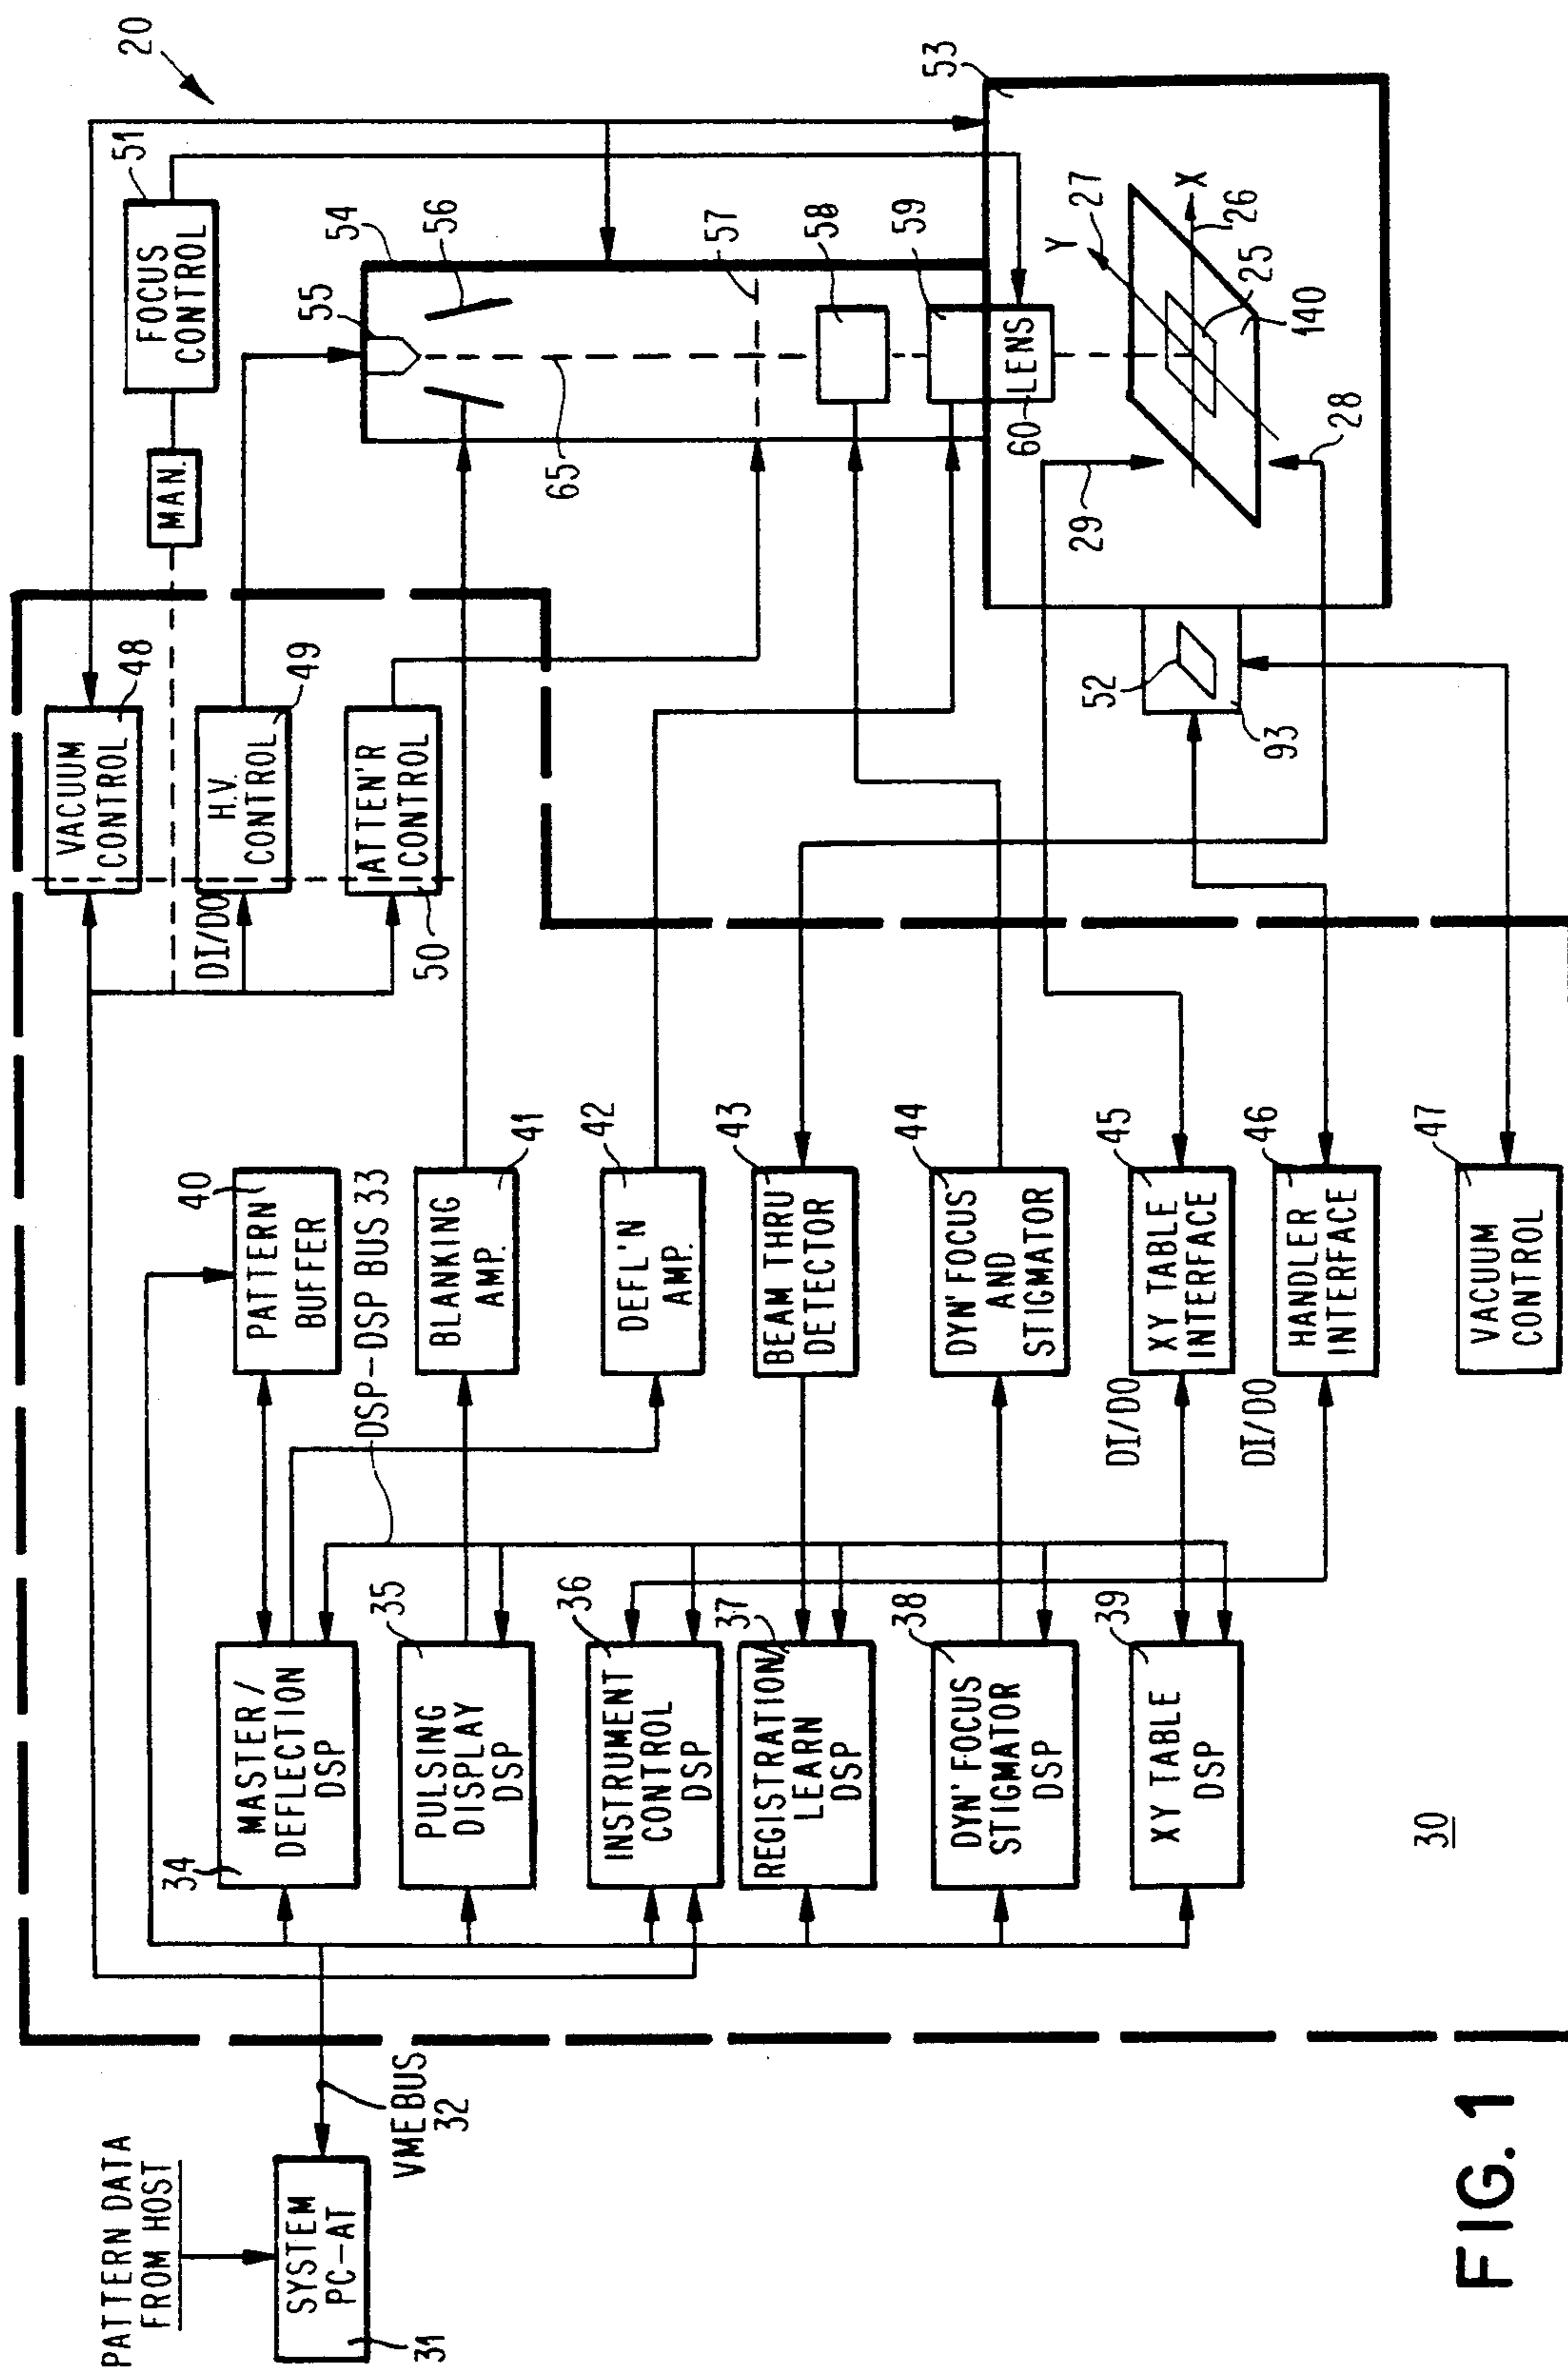 PATTERN DATA
FROM HOST
SYSTEM
PC-AT
31
VMEBUS
32
34
MASTER/
DEFLECTION
DSP
35
PULSING
DISPLAY
DSP
36
INSTRUMENT
CONTROL
DSP
37
REGISTRATION/
LEARN
DSP
38
DYN' FOCUS
STIGMATOR
DSP
39
XY TABLE
DSP
30
40
PATTERN
BUFFER
DSP-DSP BUS 33
BLANKING
AMP.
41
DEFL'N
AMP.
42
BEAM THRU
DETECTOR
43
DYN' FOCUS
AND
STIGMATOR
44
DI/DO
XY TABLE
INTERFACE
45
DI/DO
HANDLER
INTERFACE
46
VACUUM
CONTROL
47
VACUUM
CONTROL
48
DI/DO
H.V.
CONTROL
49
ATTEN'R
CONTROL
50
MAN.
FOCUS
CONTROL
51
20
54
55
56
65
57
58
59
60
LENS
53
Y
27
X
26
25
140
29
28
52
93
FIG. 1